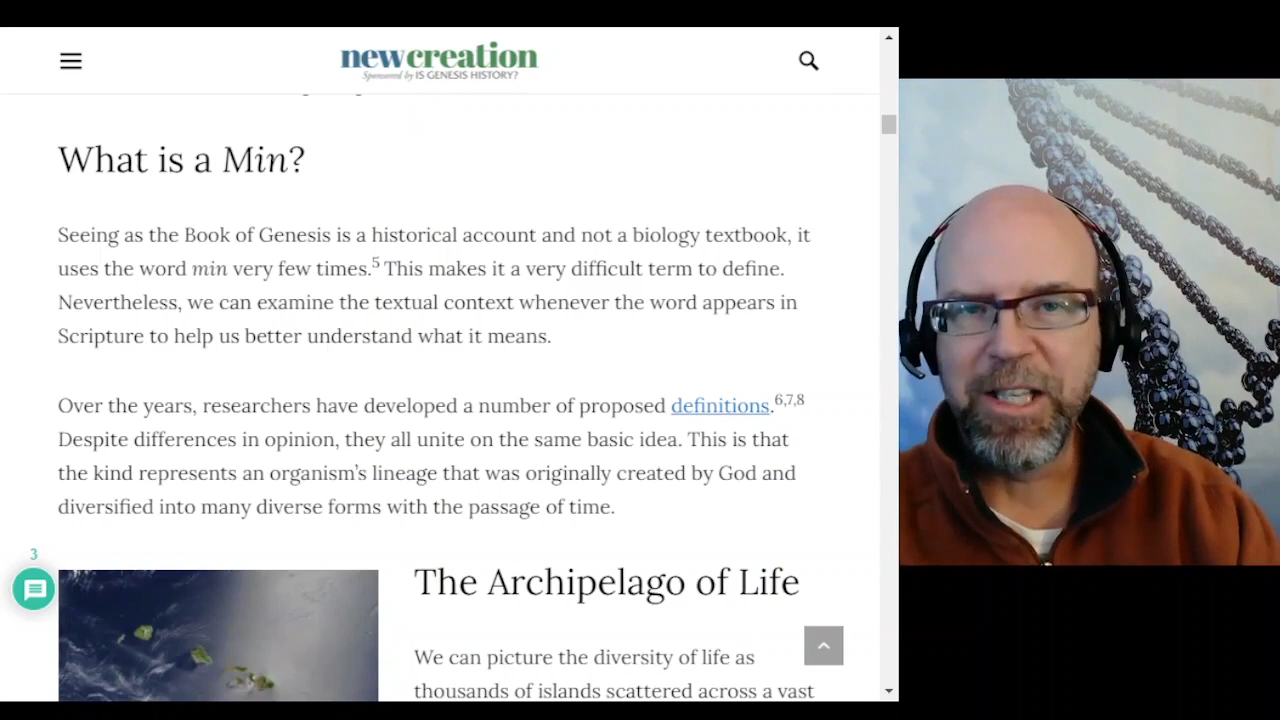 newcreation
Sponsored by IS GENESIS HISTORY?
What is a Min?
Seeing as the Book of Genesis is a historical account and not a biology textbook, it
uses the word min very few times.5 This makes it a very difficult term to define.
Nevertheless, we can examine the textual context whenever the word appears in
Scripture to help us better understand what it means.
Over the years, researchers have developed a number of proposed definitions.6,7,8
Despite differences in opinion, they all unite on the same basic idea. This is that
the kind represents an organism’s lineage that was originally created by God and
diversified into many diverse forms with the passage of time.
3
The Archipelago of Life
We can picture the diversity of life as
thousands of islands scattered across a vast